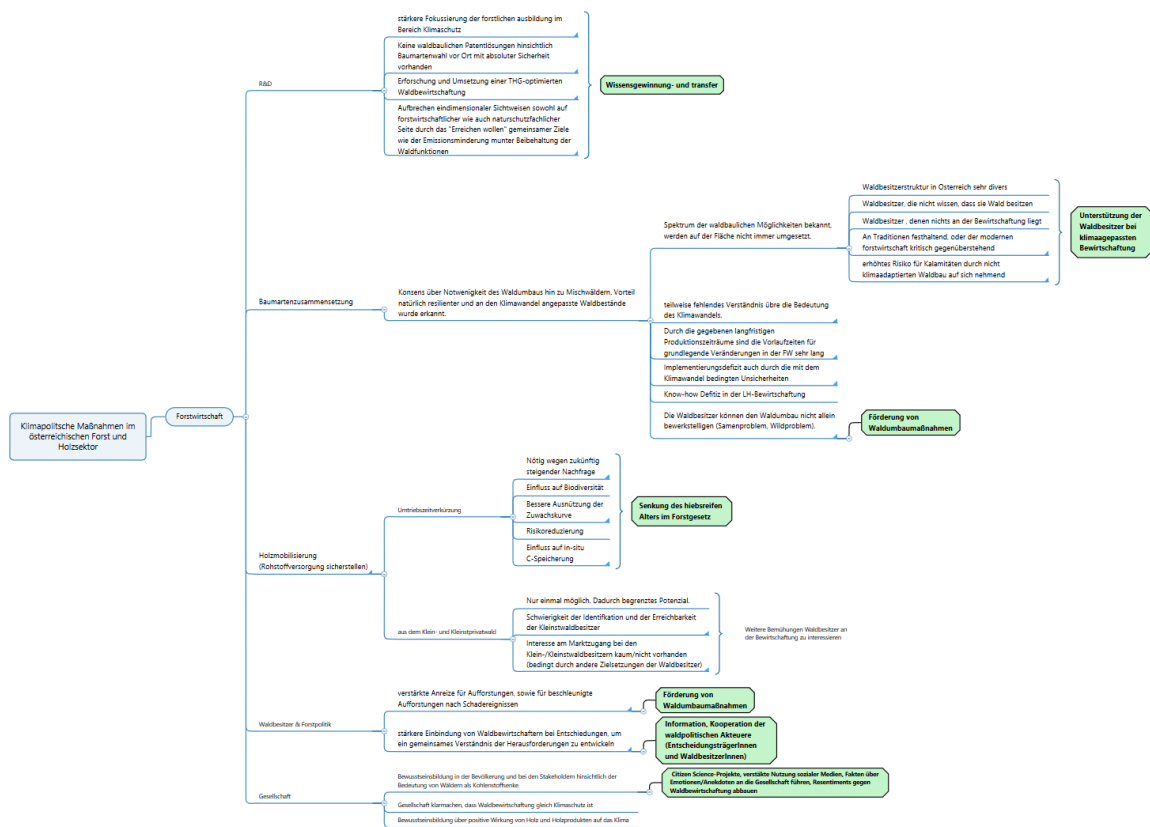 stärkere Fokussierung der forstlichen ausbildung im
Bereich Klimaschutz
Keine waldbaulichen Patentlösungen hinsichtlich
Baumartenwahl vor Ort mit absoluter Sicherheit
vorhanden
R&D
Erforschung und Umsetzung einer THG-optimierten
Waldbewirtschaftung
Aufbrechen eindimensionaler Sichtweisen sowohl auf
forstwirtschaftlicher wie auch naturschutzfachlicher
Seite durch das "Erreichen wollen" gemeinsamer Ziele
wie der Emissionsminderung munter Beibehaltung der
Waldfunktionen
Wissensgewinnung- und transfer
Waldbesitzerstruktur in Österreich sehr divers
Waldbesitzer, die nicht wissen, dass sie Wald besitzen
Waldbesitzer , denen nichts an der Bewirtschaftung liegt
An Traditionen festhaltend, oder der modernen
forstwirtschaft kritisch gegenüberstehend
erhöhtes Risiko für Kalamitäten durch nicht
klimaadaptierten Waldbau auf sich nehmend
Unterstützung der
Waldbesitzer bei
klimaagepassten
Bewirtschaftung
Spektrum der waldbaulichen Möglichkeiten bekannt,
werden auf der Fläche nicht immer umgesetzt.
Baumartenzusammensetzung
Konsens über Notwenigkeit des Waldumbaus hin zu Mischwäldern. Vorteil
natürlich resilienter und an den Klimawandel angepasste Waldbestände
wurde erkannt.
teilweise fehlendes Verständnis übre die Bedeutung
des Klimawandels.
Durch die gegebenen langfristigen
Produktionszeiträume sind die Vorlaufzeiten für
grundlegende Veränderungen in der FW sehr lang
Implementierungsdefizit auch durch die mit dem
Klimawandel bedingten Unsicherheiten
Know-how Defitiz in der LH-Bewirtschaftung
Die Waldbesitzer können den Waldumbau nicht allein
bewerkstelligen (Samenproblem, Wildproblem).
Förderung von
Waldumbaumaßnahmen
Klimapolitsche Maßnahmen im
österreichischen Forst und
Holzsektor
Forstwirtschaft
Nötig wegen zukünftig
steigender Nachfrage
Einfluss auf Biodiversität
Umtriebszeitverkürzung
Bessere Ausnützung der
Zuwachskurve
Risikoreduzierung
Einfluss auf in-situ
C-Speicherung
Senkung des hiebsreifen
Alters im Forstgesetz
Holzmobilisierung
(Rohstoffversorgung sicherstellen)
Nur einmal möglich. Dadurch begrenztes Potenzial.
aus dem Klein- und Kleinstprivatwald
Schwierigkeit der Identifkation und der Erreichbarkeit
der Kleinstwaldbesitzer
Interesse am Marktzugang bei den
Klein-/Kleinstwaldbesitzern kaum/nicht vorhanden
(bedingt durch andere Zielsetzungen der Waldbesitzer)
Weitere Bemühungen Waldbesitzer an
der Bewirtschaftung zu interessieren
verstärkte Anreize für Aufforstungen, sowie für beschleunigte
Aufforstungen nach Schadereignissen
Förderung von
Waldumbaumaßnahmen
Waldbesitzer & Forstpolitik
stärkere Einbindung von Waldbewirtschaftern bei Entschiedungen, um
ein gemeinsames Verständnis der Herausforderungen zu entwickeln
Information, Kooperation der
waldpolitischen Akteuere
(EntscheidungsträgerInnen
und WaldbesitzerInnen)
Bewusstseinsbildung in der Bevölkerung und bei den Stakeholdern hinsichtlich der
Bedeutung von Wäldern als Kohlenstoffsenke
Citizen Science-Projekte, verstäkte Nutzung sozialer Medien, Fakten über
Emotionen/Anekdoten an die Gesellschaft führen, Resentiments gegen
Waldbewirtschaftung abbauen
Gesellschaft
Gesellschaft klarmachen, dass Waldbewirtschaftung gleich Klimaschutz ist
Bewusstseinsbildung über positive Wirkung von Holz und Holzprodukten auf das Klima